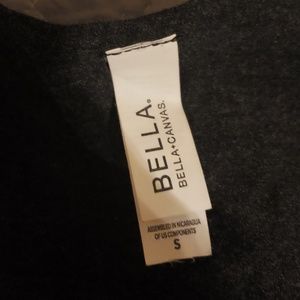 BELLA.
BELLA+CANVAS.
ASSEMBLED IN NICARAGUA
OF US COMPONENTS
S